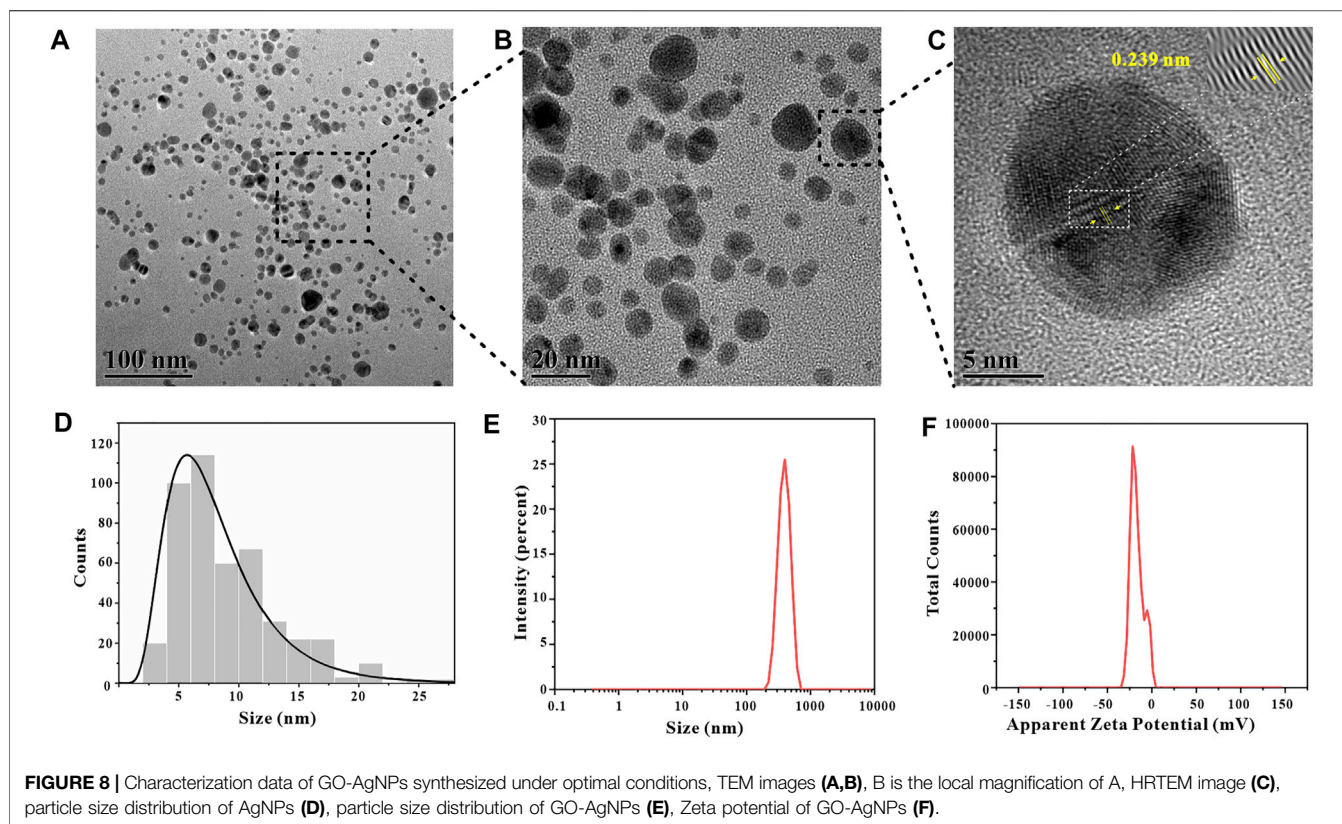 A
B
C
0.239 nm
100 nm
20 nm
5 nm
D
Counts
120
100
80
60
40
20
0
5
10
15
20
25
Size (nm)
E
Intensity (percent)
30
25
20
15
10
5
0
0.1
1
10
100
1000
10000
Size (nm)
F
Total Counts
100000
80000
60000
40000
20000
0
-150
-100
-50
0
50
100
150
Apparent Zeta Potential (mV)
FIGURE 8 | Characterization data of GO-AgNPs synthesized under optimal conditions, TEM images (A,B), B is the local magnification of A, HRTEM image (C),
particle size distribution of AgNPs (D), particle size distribution of GO-AgNPs (E), Zeta potential of GO-AgNPs (F).